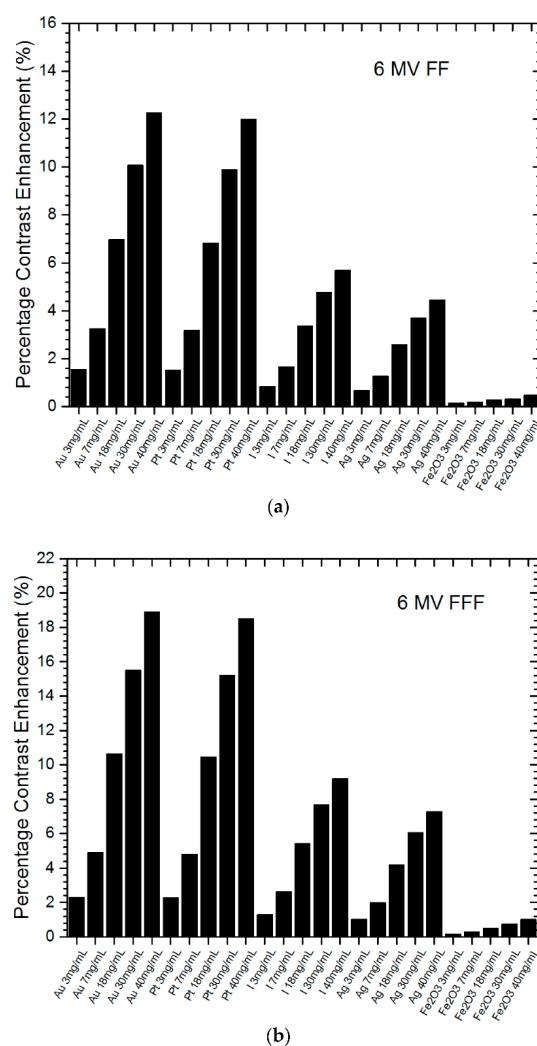 16
14
12
10
8
6
4
2
0
Percentage Contrast Enhancement (%)
6 MV FF
Au 3mg/mL
Au 7mg/mL
Au 18mg/mL
Au 30mg/mL
Au 40mg/mL
Pt 3mg/mL
Pt 7mg/mL
Pt 18mg/mL
Pt 30mg/mL
Pt 40mg/mL
I 3mg/mL
I 7mg/mL
I 18mg/mL
I 30mg/mL
I 40mg/mL
Ag 3mg/mL
Ag 7mg/mL
Ag 18mg/mL
Ag 30mg/mL
Ag 40mg/mL
Fe2O3 3mg/mL
Fe2O3 7mg/mL
Fe2O3 18mg/mL
Fe2O3 30mg/mL
Fe2O3 40mg/mL
(a)
22
20
18
16
14
12
10
8
6
4
2
0
Percentage Contrast Enhancement (%)
6 MV FFF
Au 3mg/mL
Au 7mg/mL
Au 18mg/mL
Au 30mg/mL
Au 40mg/mL
Pt 3mg/mL
Pt 7mg/mL
Pt 18mg/mL
Pt 30mg/mL
Pt 40mg/mL
I 3mg/mL
I 7mg/mL
I 18mg/mL
I 30mg/mL
I 40mg/mL
Ag 3mg/mL
Ag 7mg/mL
Ag 18mg/mL
Ag 30mg/mL
Ag 40mg/mL
Fe2O3 3mg/mL
Fe2O3 7mg/mL
Fe2O3 18mg/mL
Fe2O3 30mg/mL
Fe2O3 40mg/mL
(b)